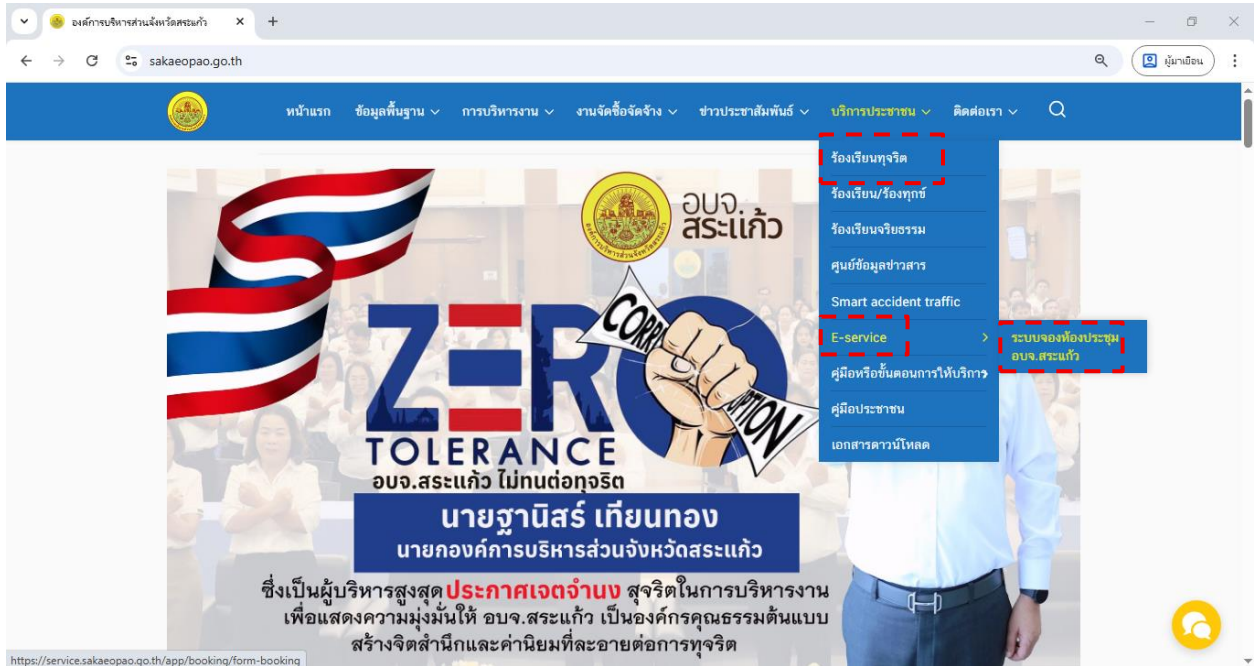 องค์การบริหารส่วนจังหวัดสระแก้ว
sakaeopao.go.th
ผู้มาเยือน
หน้าแรก
ข้อมูลพื้นฐาน
การบริหารงาน
งานจัดซื้อจัดจ้าง
ข่าวประชาสัมพันธ์
บริการประชาชน
ติดต่อเรา
ร้องเรียนทุจริต
ร้องเรียน/ร้องทุกข์
ร้องเรียนจริยธรรม
ศูนย์ข้อมูลข่าวสาร
Smart accident traffic
E-service
ระบบจองห้องประชุม
อบจ.สระแก้ว
คู่มือหรือขั้นตอนการให้บริการ
คู่มือประชาชน
เอกสารดาวน์โหลด
อบจ.
สระแก้ว
ZERO
CORRUPTION
TOLERANCE
อบจ.สระแก้ว ไม่ทนต่อทุจริต
นายฐานิสร์ เทียนทอง
นายกองค์การบริหารส่วนจังหวัดสระแก้ว
ซึ่งเป็นผู้บริหารสูงสุด ประกาศเจตจำนง สุจริตในการบริหารงาน
เพื่อแสดงความมุ่งมั่นให้ อบจ.สระแก้ว เป็นองค์กรคุณธรรมต้นแบบ
สร้างจิตสำนึกและค่านิยมที่ละอายต่อการทุจริต
https://service.sakaeopao.go.th/app/booking/form-booking